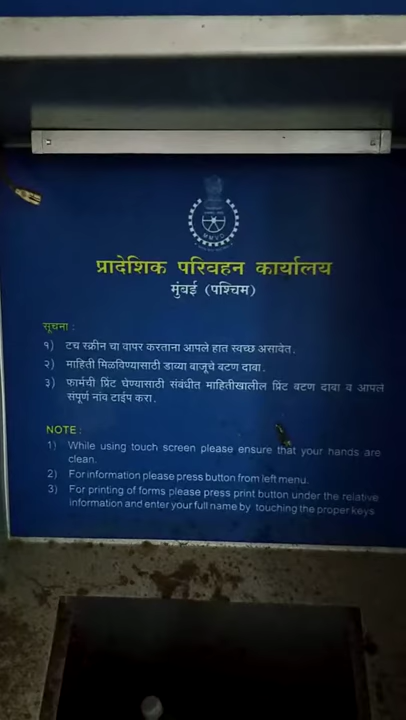 प्रादेशिक परिवहन कार्यालय
मुंबई (पश्चिम)
सूचना :
१) टच स्क्रीन चा वापर करताना आपले हात स्वच्छ असावेत.
२) माहिती मिळविण्यासाठी डाव्या बाजूचे बटण दाबा.
३) फार्मची प्रिंट घेण्यासाठी संबंधीत माहितीखालील प्रिंट बटण दाबा व आपले
संपूर्ण नांव टाईप करा.
NOTE :
1) While using touch screen please ensure that your hands are
clean.
2) For information please press button from left menu.
3) For printing of forms please press print button under the relative
information and enter your full name by touching the proper keys